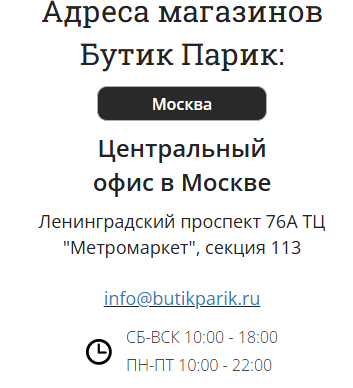 Адреса магазинов
Бутик Парик:
Москва
Центральный
офис в Москве
Ленинградский проспект 76А ТЦ
"Метромаркет", секция 113
info@butikparik.ru
СБ-ВСК 10:00 - 18:00
ПН-ПТ 10:00 - 22:00